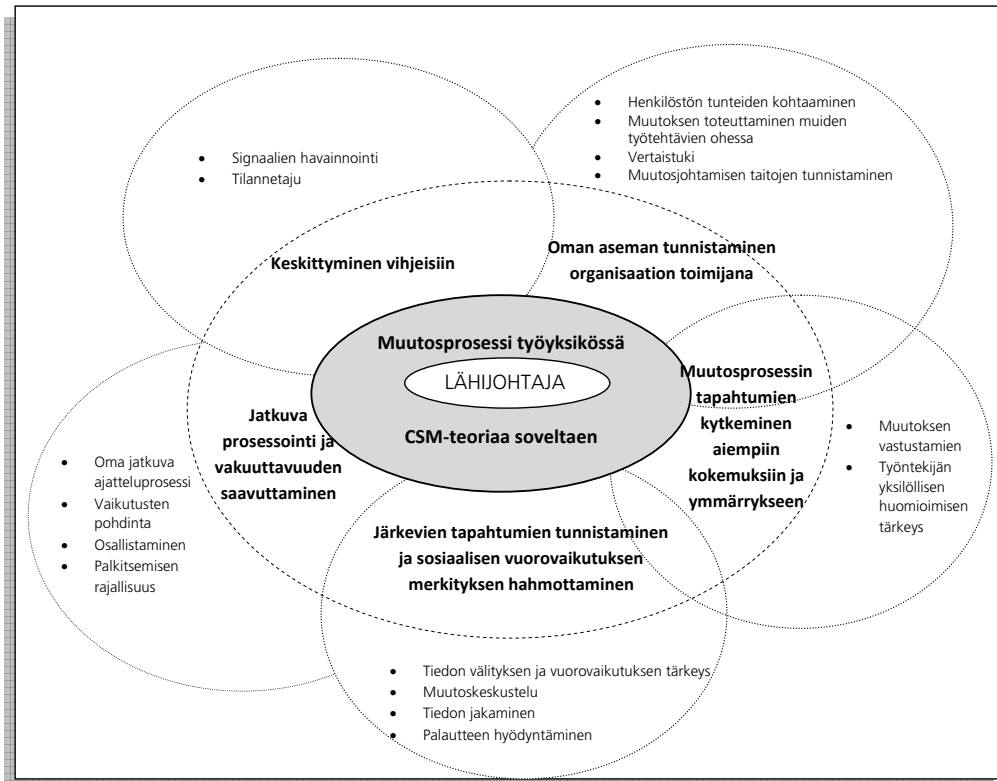 • Henkilöstön tunteiden kohtaaminen
• Muutoksen toteuttaminen muiden
työtehtävien ohessa
• Vertaistuki
• Muutosjohtamisen taitojen tunnistaminen
• Signaalien havainnointi
• Tilannetaju
Keskittyminen vihjeisiin
Oman aseman tunnistaminen
organisaation toimijana
Muutosprosessi työyksikössä
LÄHIJOHTAJA
CSM-teoriaa soveltaen
Muutosprosessin
tapahtumien
kytkeminen
aiempiin
kokemuksiin ja
ymmärrykseen
• Muutoksen
vastustamien
• Työntekijän
yksilöllisen
huomioimisen
tärkeys
Jatkuva
prosessointi ja
vakuuttavuuden
saavuttaminen
• Oma jatkuva
ajatteluprosessi
• Vaikutusten
pohdinta
• Osallistaminen
• Palkitsemisen
rajallisuus
Järkevien tapahtumien tunnistaminen
ja sosiaalisen vuorovaikutuksen
merkityksen hahmottaminen
• Tiedon välityksen ja vuorovaikutuksen tärkeys
• Muutoskeskustelu
• Tiedon jakaminen
• Palautteen hyödyntäminen